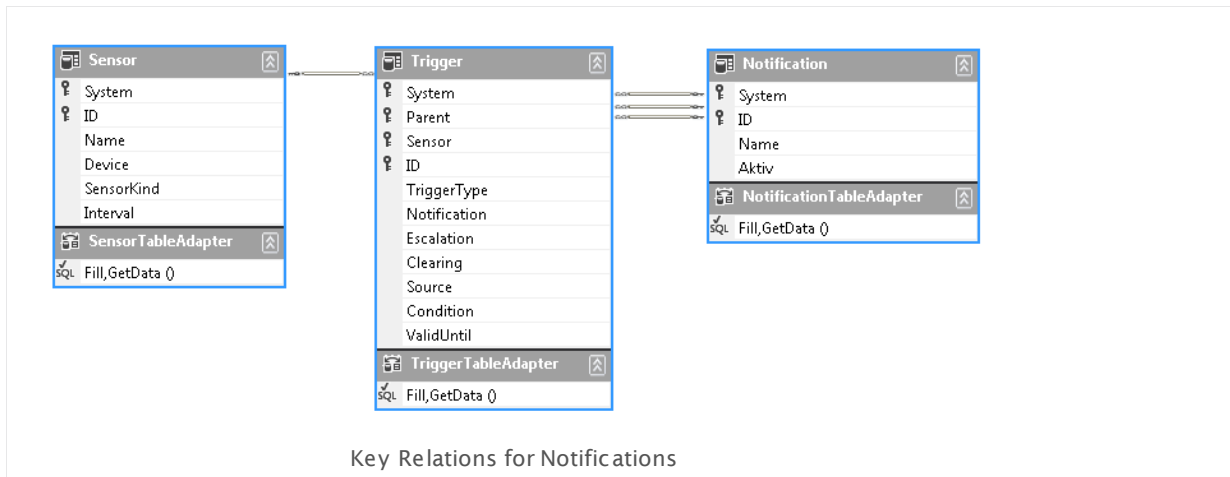 Sensor
System
ID
Name
Device
SensorKind
Interval
SensorTableAdapter
SQL Fill,GetData ()
Trigger
System
Parent
Sensor
ID
TriggerType
Notification
Escalation
Clearing
Source
Condition
ValidUntil
TriggerTableAdapter
SQL Fill,GetData ()
Notification
System
ID
Name
Aktiv
NotificationTableAdapter
SQL Fill,GetData ()
Key Relations for Notifications